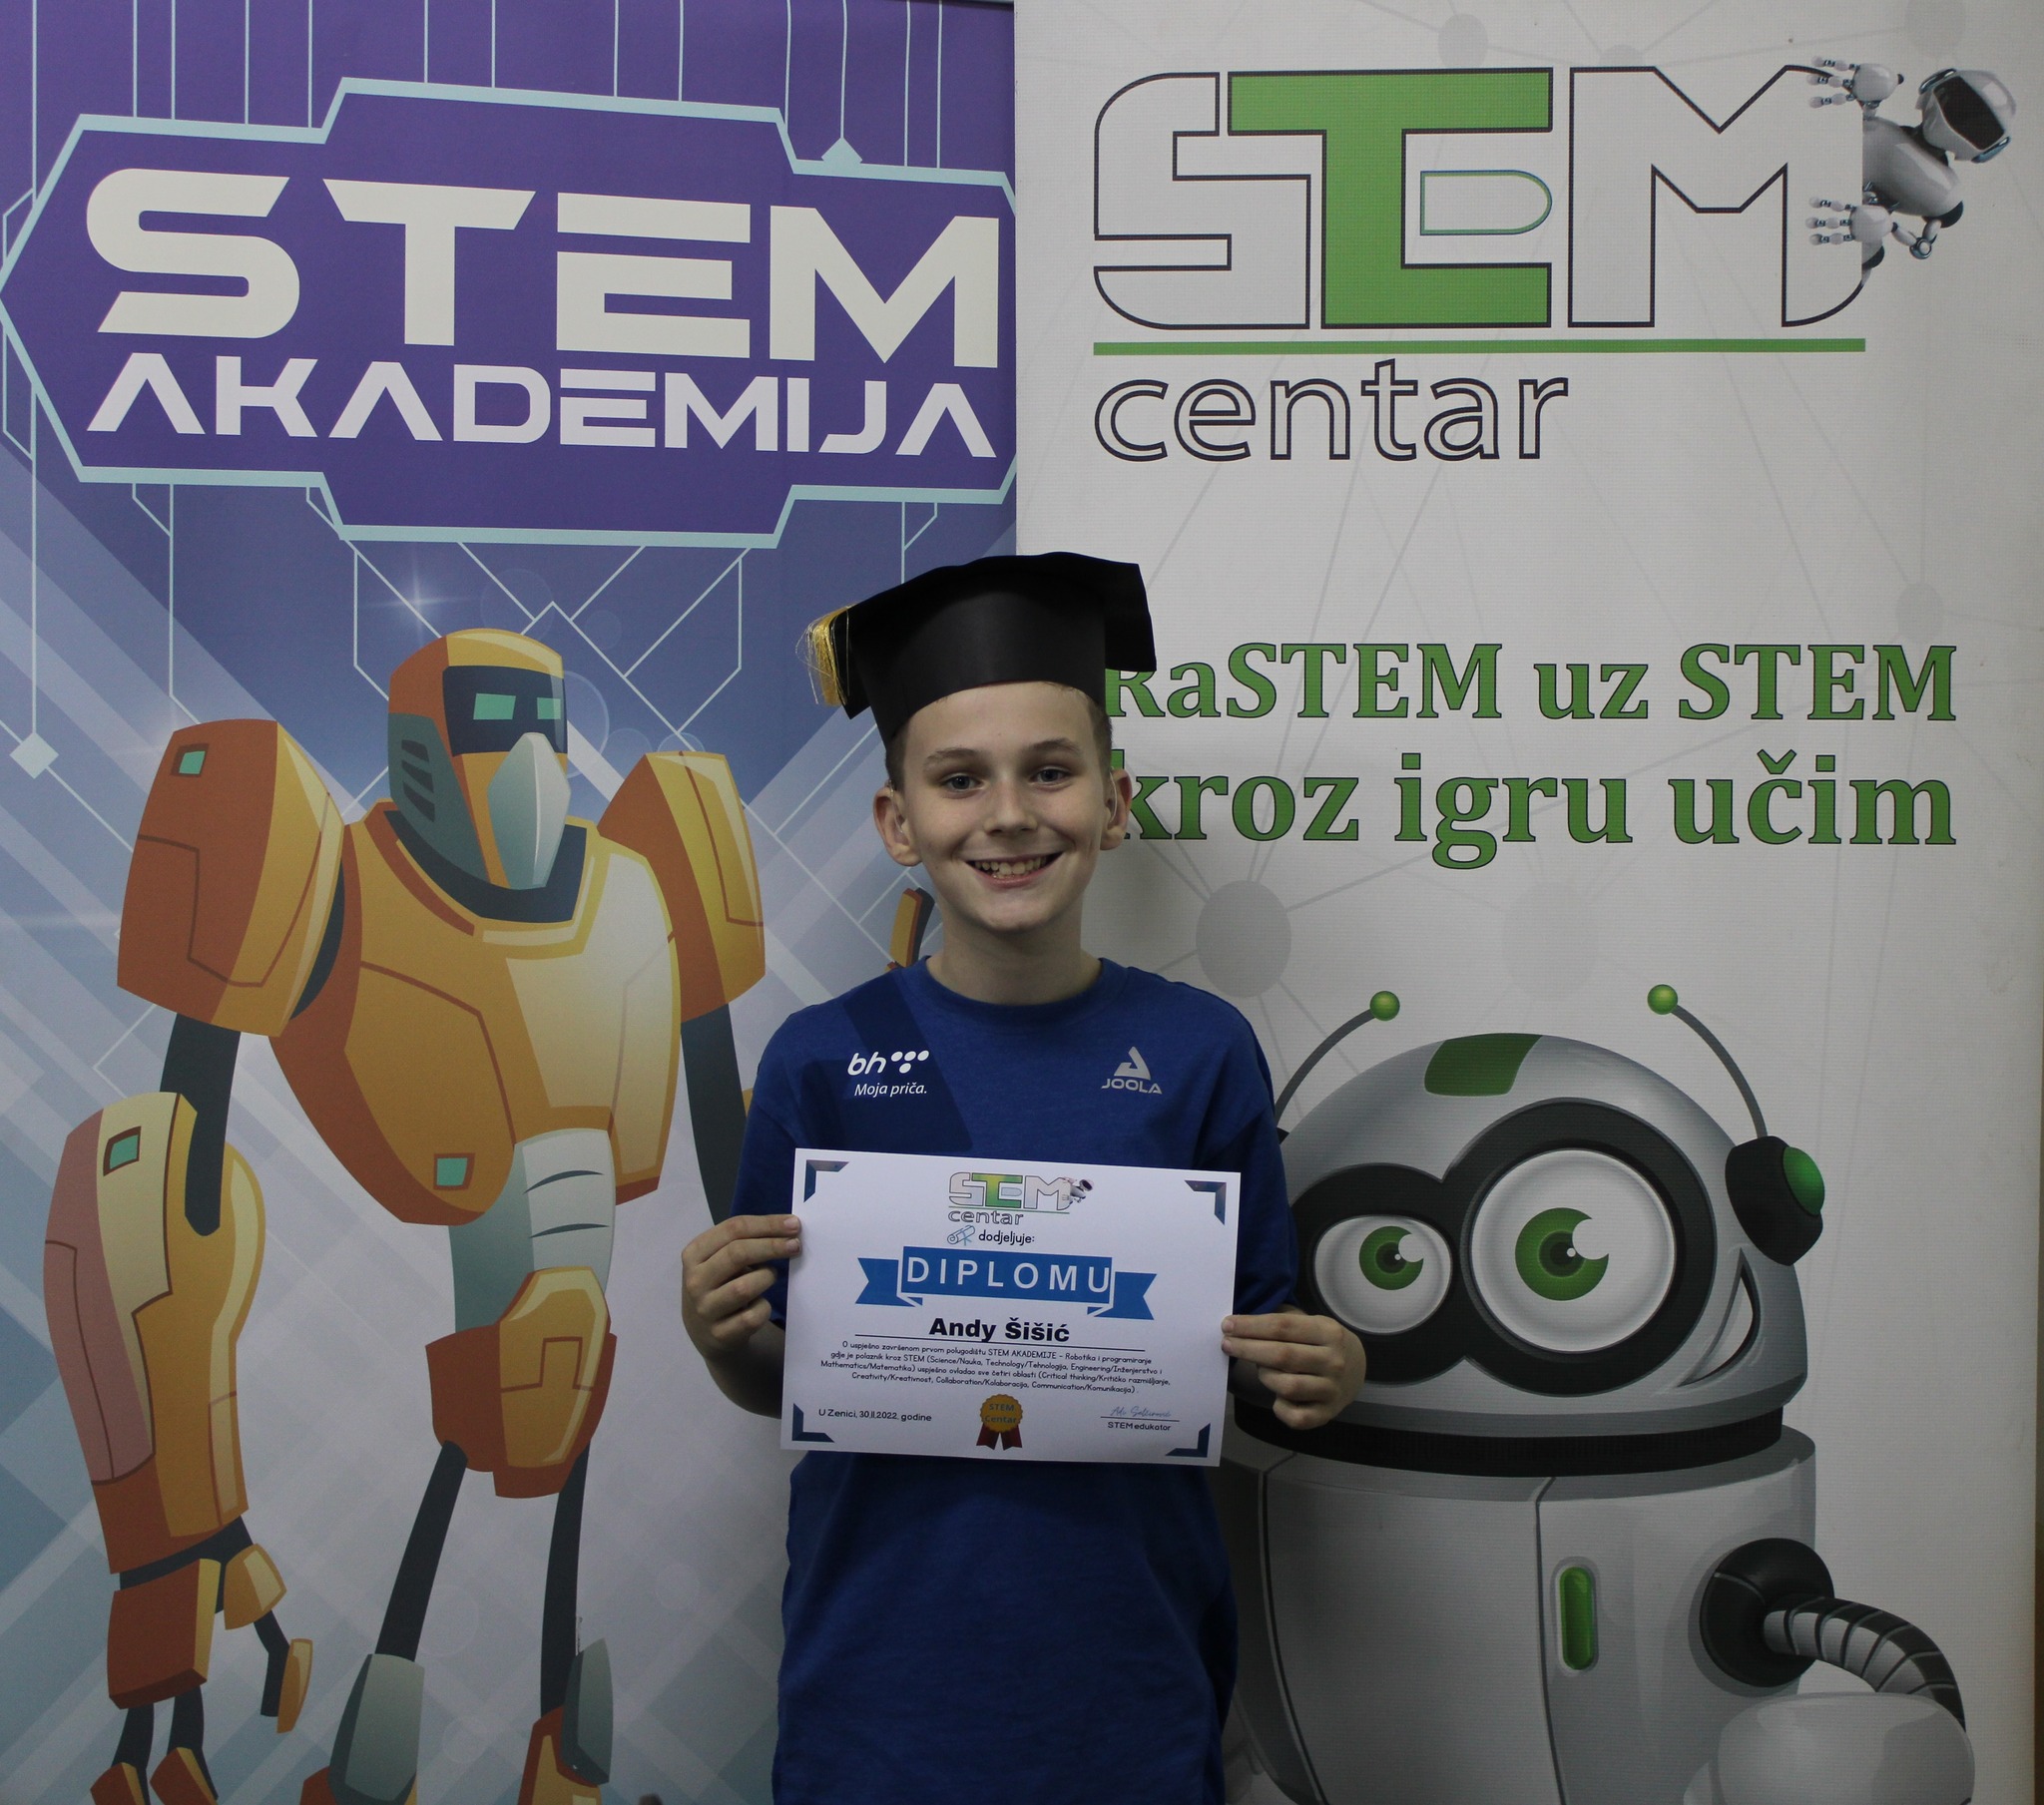 STEM
AKADEMIJA
STEM
centar
RaSTEM uz STEM
kroz igru učim
bh
Moja priča.
JOOLA
STEM
centar
dodjeljuje:
DIPLOMU
Andy Šišić
O uspješno završenom prvom polugodištu STEM AKADEMIJE - Robotika i programiranje
gdje je polaznik kroz STEM (Science/Nauka, Technology/Tehnologija, Engineering/Inženjerstvo i
Mathematics/Matematika) uspješno ovladao sve četiri oblasti (Critical thinking/Kritičko razmišljanje,
Creativity/Kreativnost, Collaboration/Kolaboracija, Communication/Komunikacija).
U Zenici, 30.11.2022. godine
STEM
Centar
STEM edukator